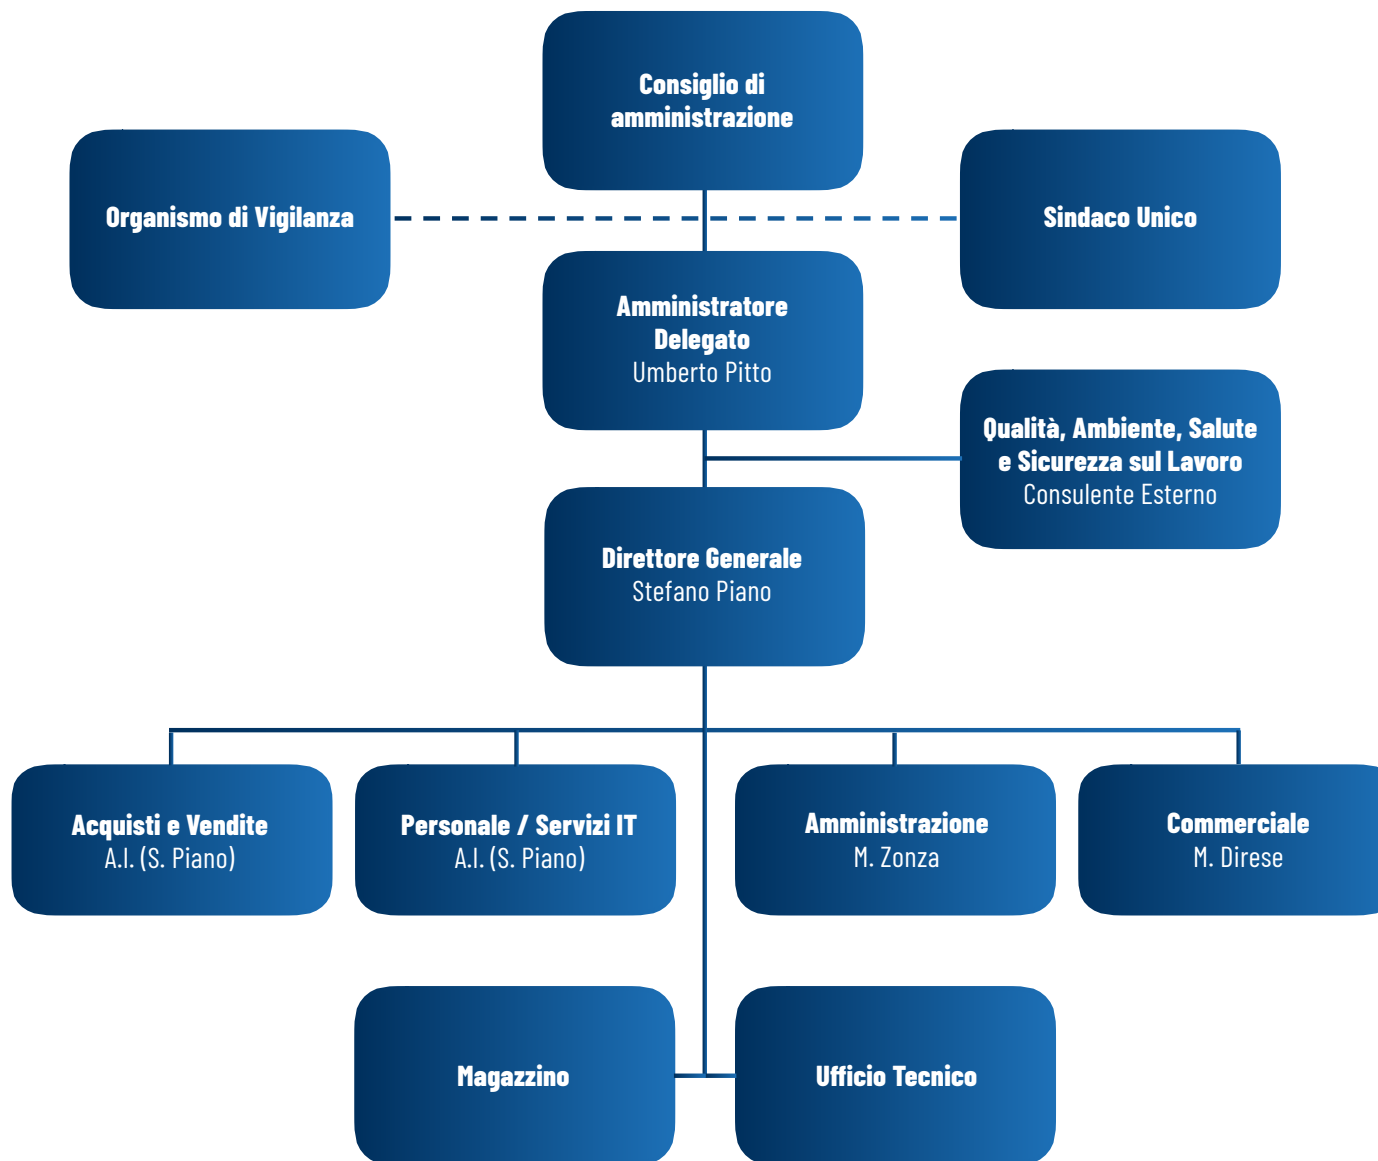 Consiglio di
amministrazione
Organismo di Vigilanza
Sindaco Unico
Amministratore
Delegato
Umberto Pitto
Qualità, Ambiente, Salute
e Sicurezza sul Lavoro
Consulente Esterno
Direttore Generale
Stefano Piano
Acquisti e Vendite
A.I. (S. Piano)
Personale / Servizi IT
A.I. (S. Piano)
Amministrazione
M. Zonza
Commerciale
M. Direse
Magazzino
Ufficio Tecnico